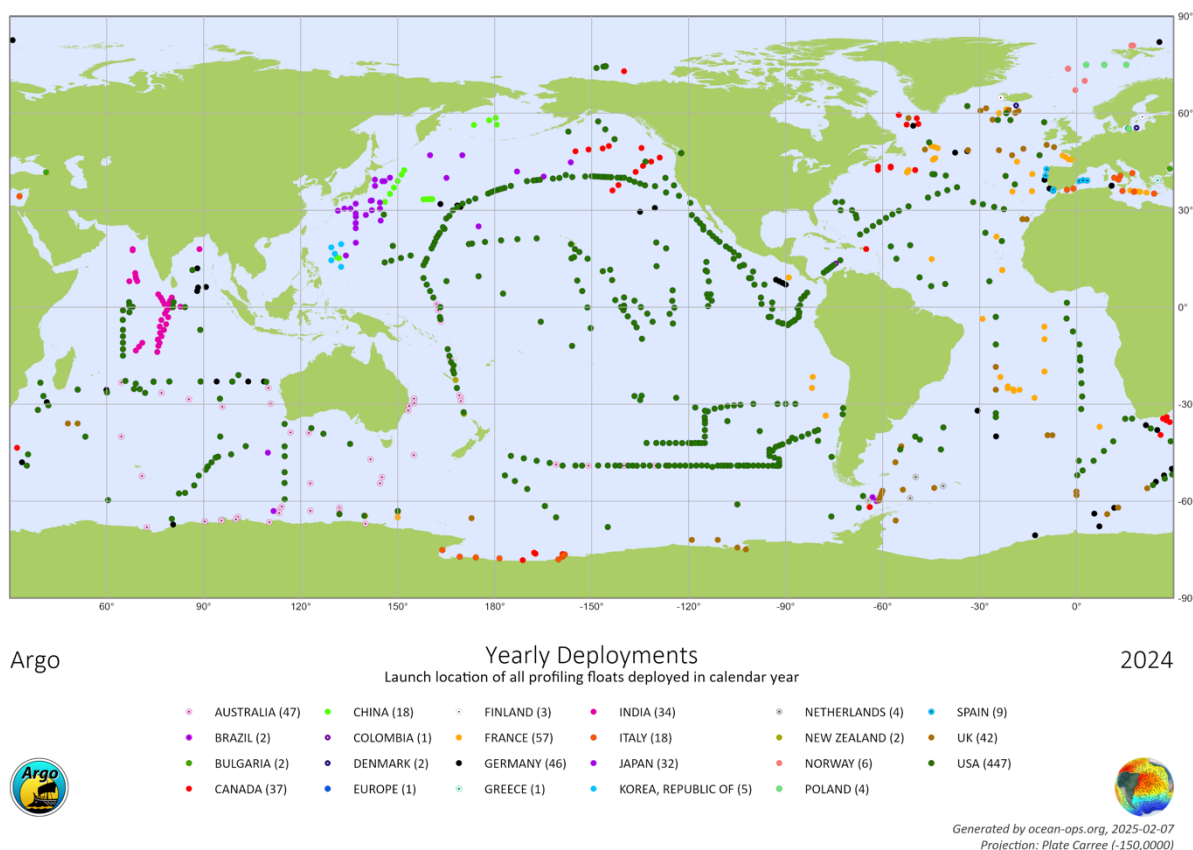 90°
60°
30°
0°
-30
-60
-90
60° 90° 120° 150° 180° -150° -120° -90° -60° -30° 0°
Argo Yearly Deployments 2024
Launch location of all profiling floats deployed in calendar year
AUSTRALIA (47) CHINA (18) FINLAND (3) INDIA (34) NETHERLANDS (4) SPAIN (9)
BRAZIL (2) COLOMBIA (1) FRANCE (57) ITALY (18) NEW ZEALAND (2) UK (42)
BULGARIA (2) DENMARK (2) GERMANY (46) JAPAN (32) NORWAY (6) USA (447)
CANADA (37) EUROPE (1) GREECE (1) KOREA, REPUBLIC OF (5) POLAND (4)
Argo
Generated by ocean-ops.org, 2025-02-07
Projection: Plate Carree (-150,0000)